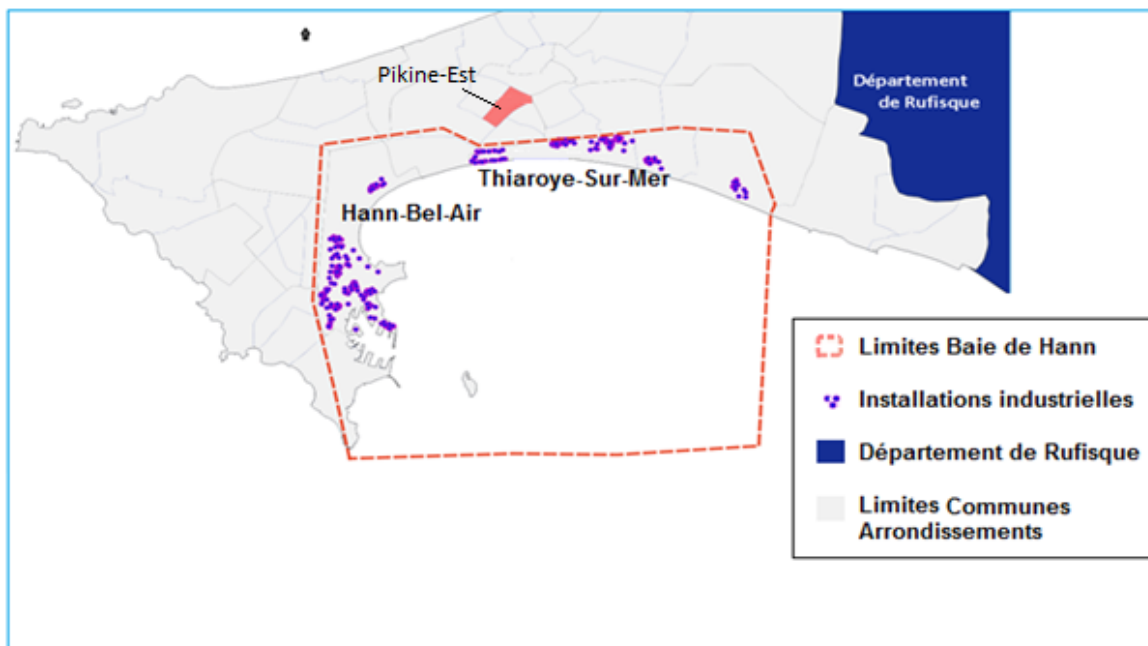 Pikine-Est
Département
de Rufisque
Thiaroye-Sur-Mer
Hann-Bel-Air
Limites Baie de Hann
Installations industrielles
Département de Rufisque
Limites Communes
Arrondissements